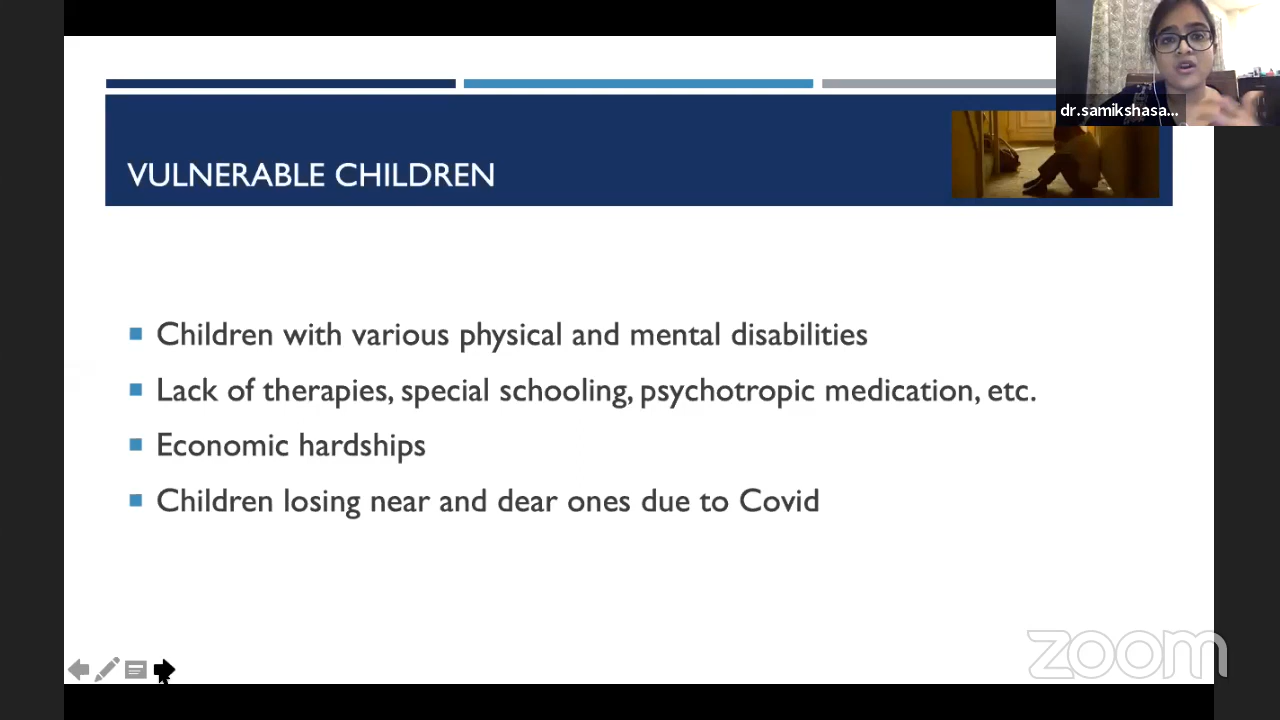 dr.samikshasa...
VULNERABLE CHILDREN
Children with various physical and mental disabilities
Lack of therapies, special schooling, psychotropic medication, etc.
Economic hardships
Children losing near and dear ones due to Covid
zoom